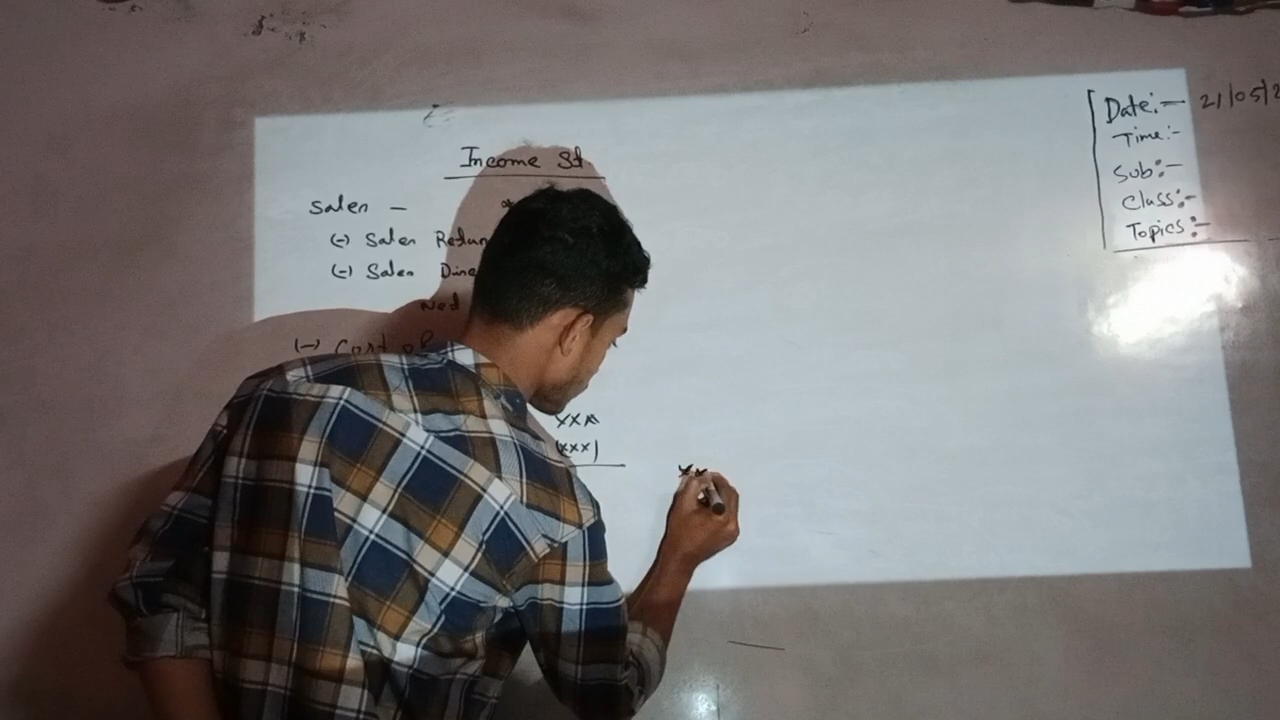 Income St
Sales -
(-) Sales Retur
(-) Sales Disc
Net
(-) Cost of
XXX
(XXX)
XX
Date:- 21/05/2
Time:-
Sub:-
Class:-
Topics:-